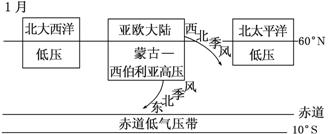 1月
北大西洋
低压
亚欧大陆
蒙古—
西伯利亚高压
西北季风
北太平洋
低压
60°N
东北季风
赤道
赤道低气压带
10°S